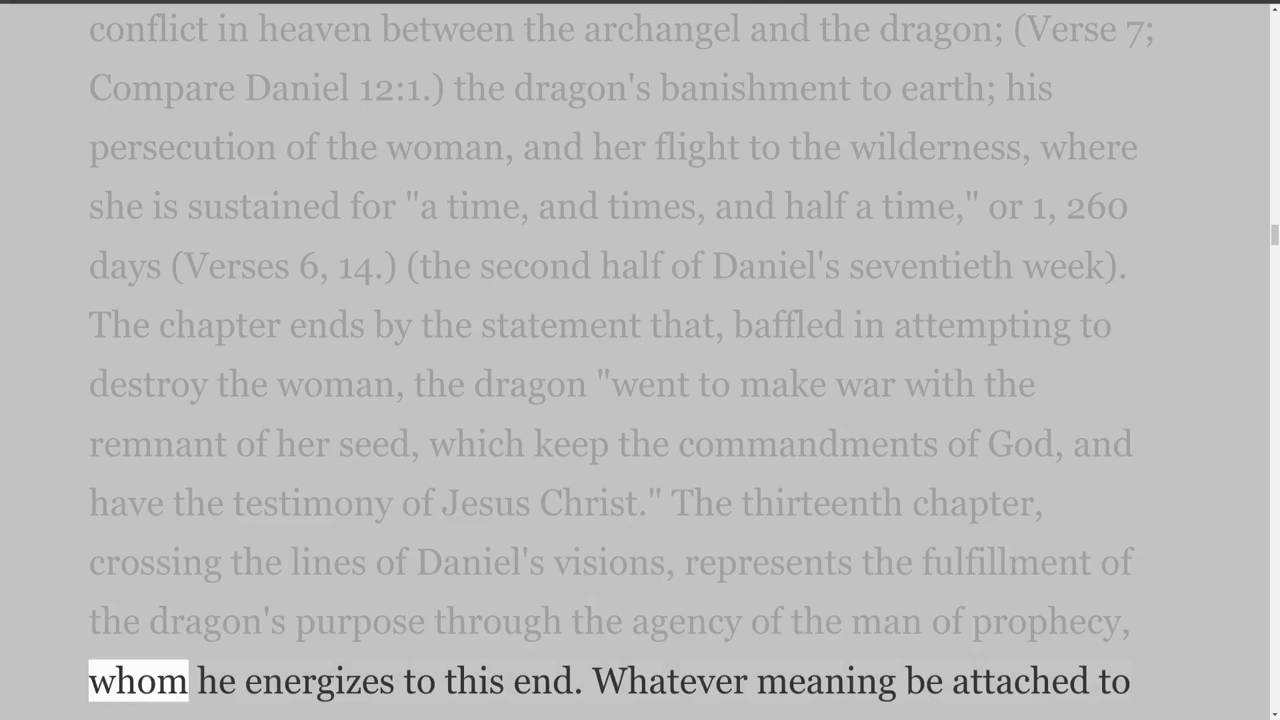 conflict in heaven between the archangel and the dragon; (Verse 7;
Compare Daniel 12:1.) the dragon's banishment to earth; his
persecution of the woman, and her flight to the wilderness, where
she is sustained for "a time, and times, and half a time," or 1, 260
days (Verses 6, 14.) (the second half of Daniel's seventieth week).
The chapter ends by the statement that, baffled in attempting to
destroy the woman, the dragon "went to make war with the
remnant of her seed, which keep the commandments of God, and
have the testimony of Jesus Christ." The thirteenth chapter,
crossing the lines of Daniel's visions, represents the fulfillment of
the dragon's purpose through the agency of the man of prophecy,
whom he energizes to this end. Whatever meaning be attached to